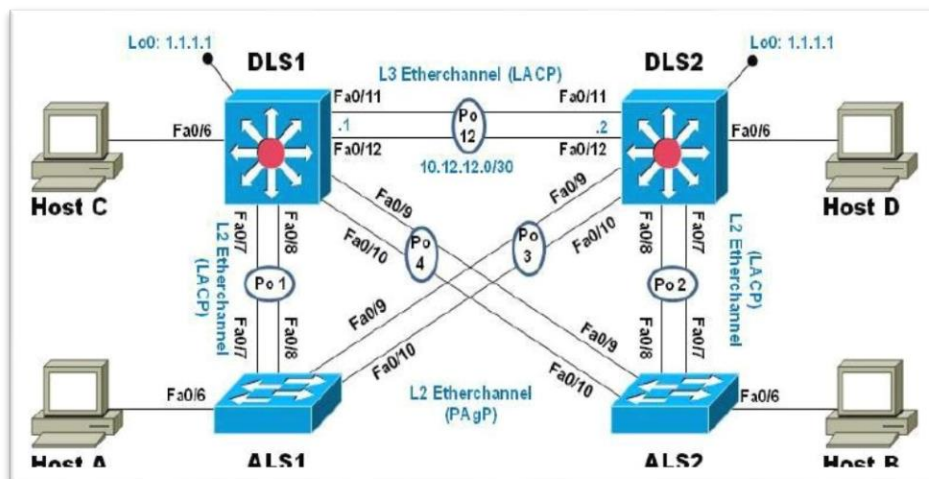 Lo0: 1.1.1.1
Lo0: 1.1.1.1
DLS1
DLS2
L3 Etherchannel (LACP)
Fa0/11
Fa0/11
Fa0/6
.1
Po
12
.2
Fa0/6
Fa0/12
Fa0/12
10.12.12.0/30
Host C
Host D
Fa0/7
Fa0/8
Fa0/9
Fa0/10
Fa0/9
Fa0/10
Fa0/8
Fa0/7
L2 Etherchannel
(LACP)
Po 1
Po
4
Po
3
Po 2
(LACP)
L2 Etherchannel
Fa0/7
Fa0/8
Fa0/9
Fa0/10
Fa0/9
Fa0/10
Fa0/8
Fa0/7
L2 Etherchannel
(PAgP)
Fa0/6
Fa0/6
Host A
ALS1
ALS2
Host B